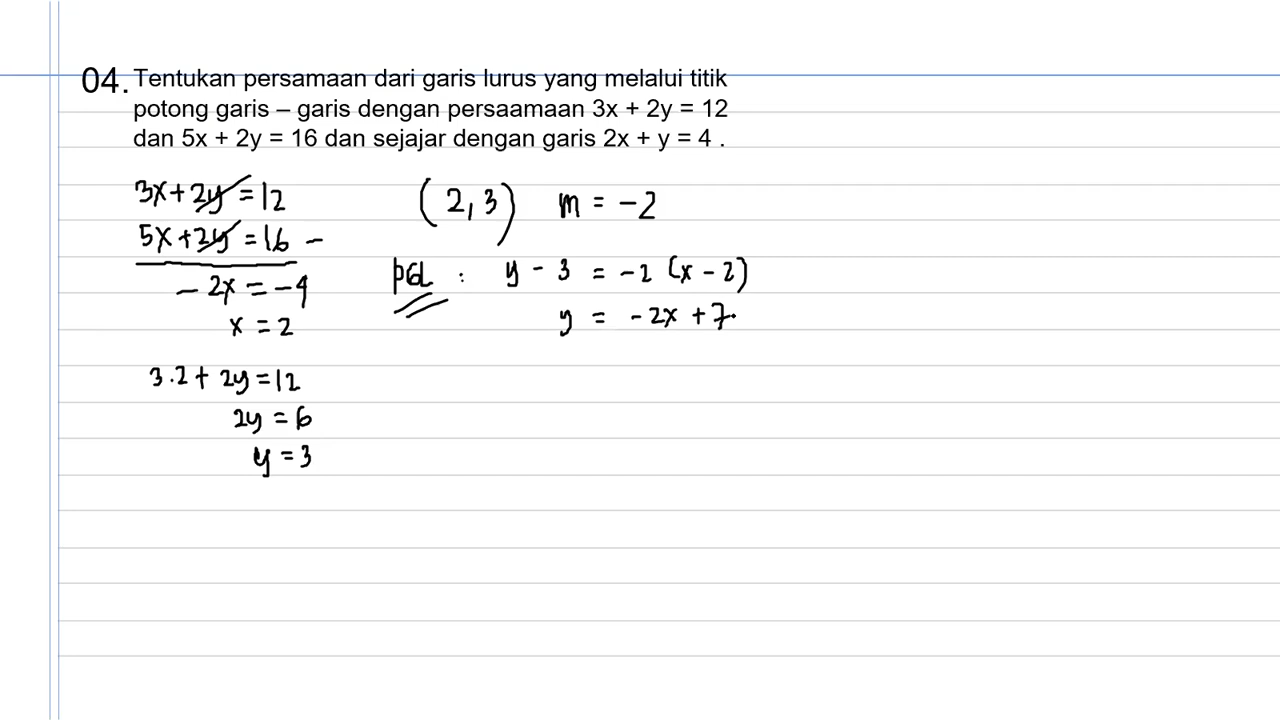 04. Tentukan persamaan dari garis lurus yang melalui titik
potong garis – garis dengan persaamaan 3x + 2y = 12
dan 5x + 2y = 16 dan sejajar dengan garis 2x + y = 4 .
3x + 2y = 12
5x + 2y = 16 –
- 2x = -4
x = 2
3.2 + 2y = 12
2y = 6
y = 3
(2,3) m = -2
PGL : y - 3 = -2 (x - 2)
y = -2x + 7.